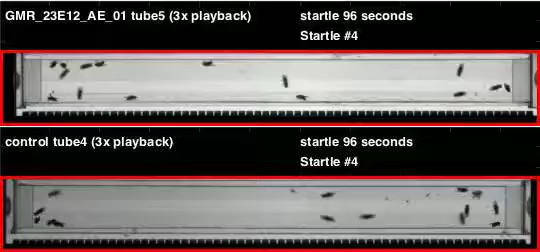 GMR_23E12_AE_01 tube5 (3x playback) startle 96 seconds
Startle #4
control tube4 (3x playback) startle 96 seconds
Startle #4